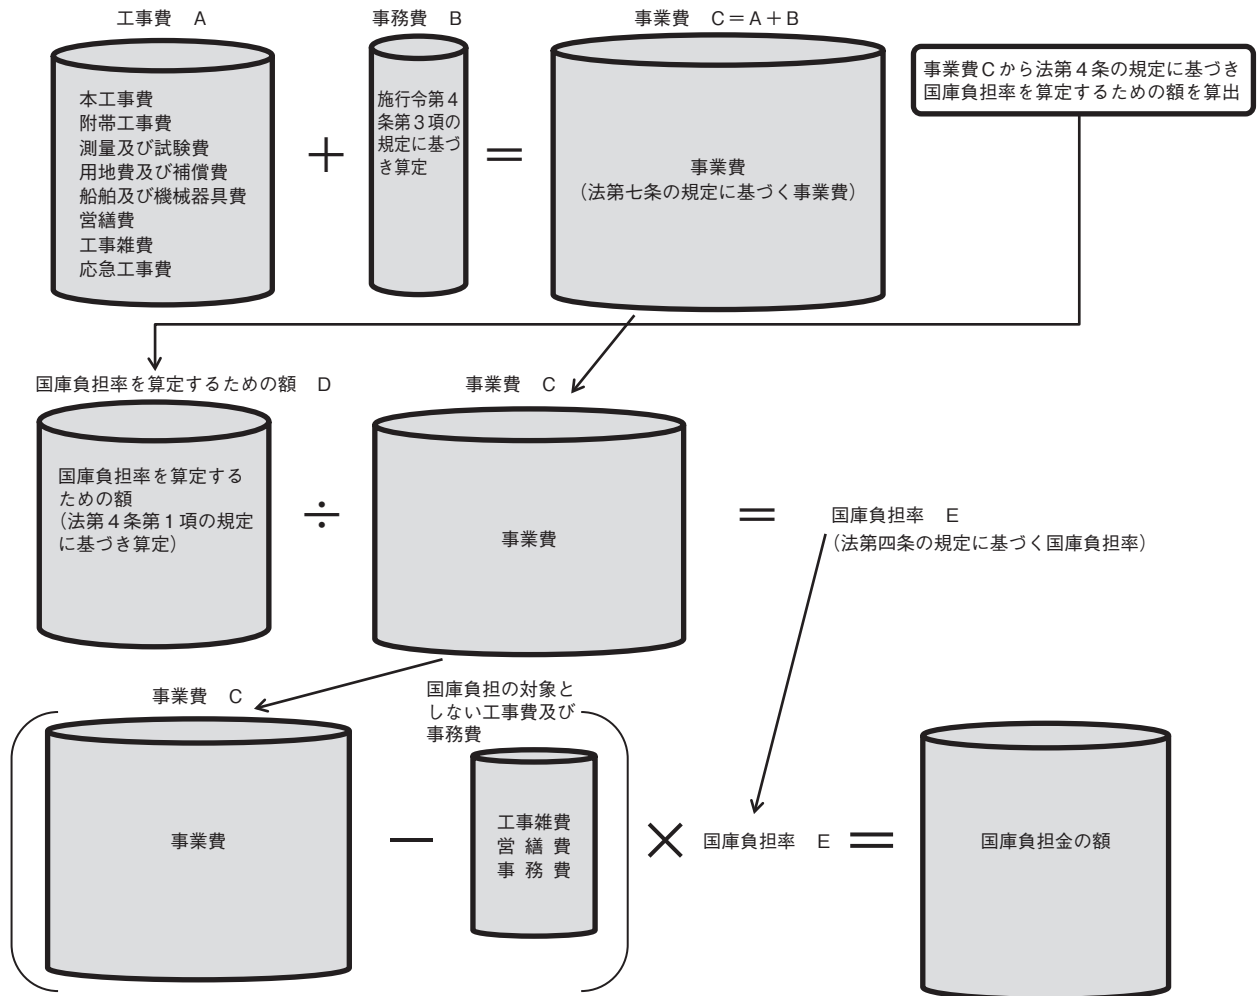 工事費　A
事務費　B
事業費　C＝A＋B
事業費Cから法第4条の規定に基づき
国庫負担率を算定するための額を算出
本工事費
附帯工事費
測量及び試験費
用地費及び補償費
船舶及び機械器具費
営繕費
工事雑費
応急工事費
＋
施行令第4
条第3項の
規定に基づ
き算定
＝
事業費
（法第七条の規定に基づく事業費）
国庫負担率を算定するための額　D
事業費　C
国庫負担率を算定する
ための額
（法第4条第1項の規定
に基づき算定）
÷
事業費
＝
国庫負担率　E
（法第四条の規定に基づく国庫負担率）
事業費　C
国庫負担の対象と
しない工事費及び
事務費
事業費
－
工事雑費
営繕費
事務費
×
国庫負担率　E
＝
国庫負担金の額